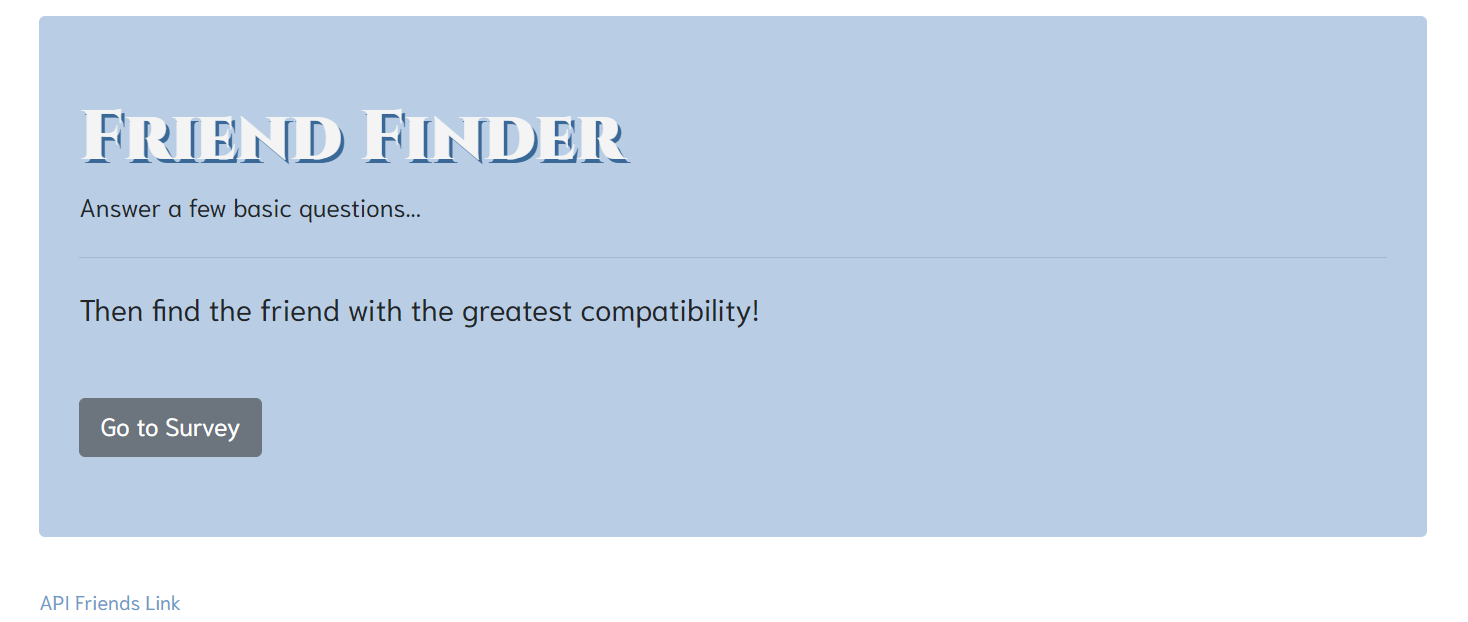 Friend Finder
Answer a few basic questions...
Then find the friend with the greatest compatibility!
Go to Survey
API Friends Link